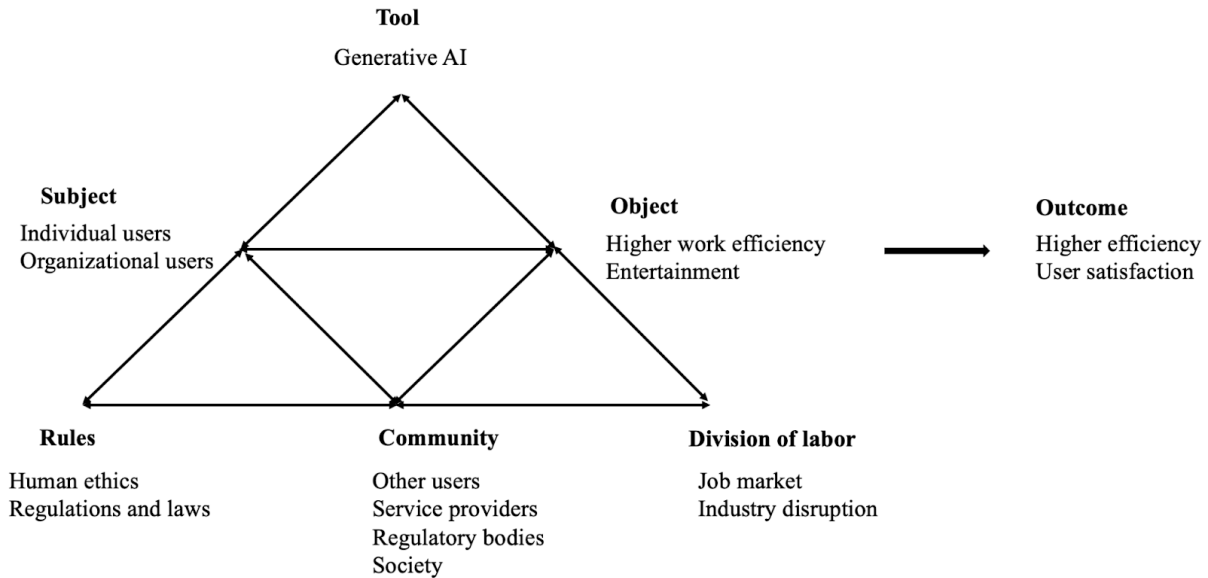 Tool
Generative AI
Subject
Individual users
Organizational users
Object
Higher work efficiency
Entertainment
Outcome
Higher efficiency
User satisfaction
Rules
Human ethics
Regulations and laws
Community
Other users
Service providers
Regulatory bodies
Society
Division of labor
Job market
Industry disruption